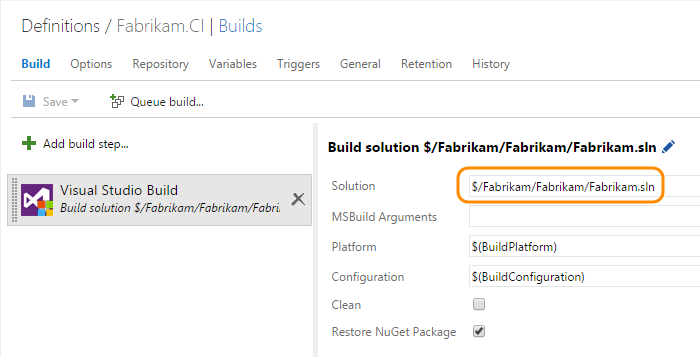 Definitions / Fabrikam.CI | Builds
Build Options Repository Variables Triggers General Retention History
Save Queue build...
Add build step...
Visual Studio Build
Build solution $/Fabrikam/Fabrikam/Fabri
Build solution $/Fabrikam/Fabrikam/Fabrikam.sln
Solution $/Fabrikam/Fabrikam/Fabrikam.sln
MSBuild Arguments
Platform $(BuildPlatform)
Configuration $(BuildConfiguration)
Clean
Restore NuGet Package